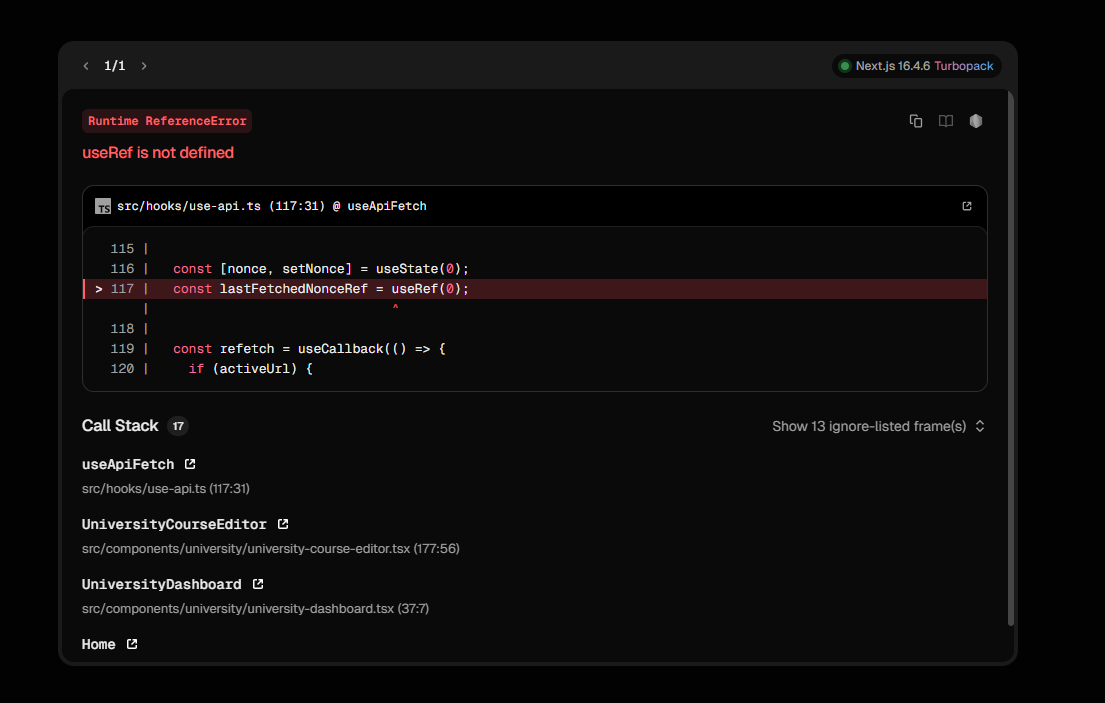 1/1
Next.js 16.4.6 Turbopack
Runtime ReferenceError
useRef is not defined
TS src/hooks/use-api.ts (117:31) @ useApiFetch
115 |
116 |   const [nonce, setNonce] = useState(0);
> 117 |   const lastFetchedNonceRef = useRef(0);
|                               ^
118 |
119 |   const refetch = useCallback(() => {
120 |     if (activeUrl) {
Call Stack 17
Show 13 ignore-listed frame(s)
useApiFetch
src/hooks/use-api.ts (117:31)
UniversityCourseEditor
src/components/university/university-course-editor.tsx (177:56)
UniversityDashboard
src/components/university/university-dashboard.tsx (37:7)
Home